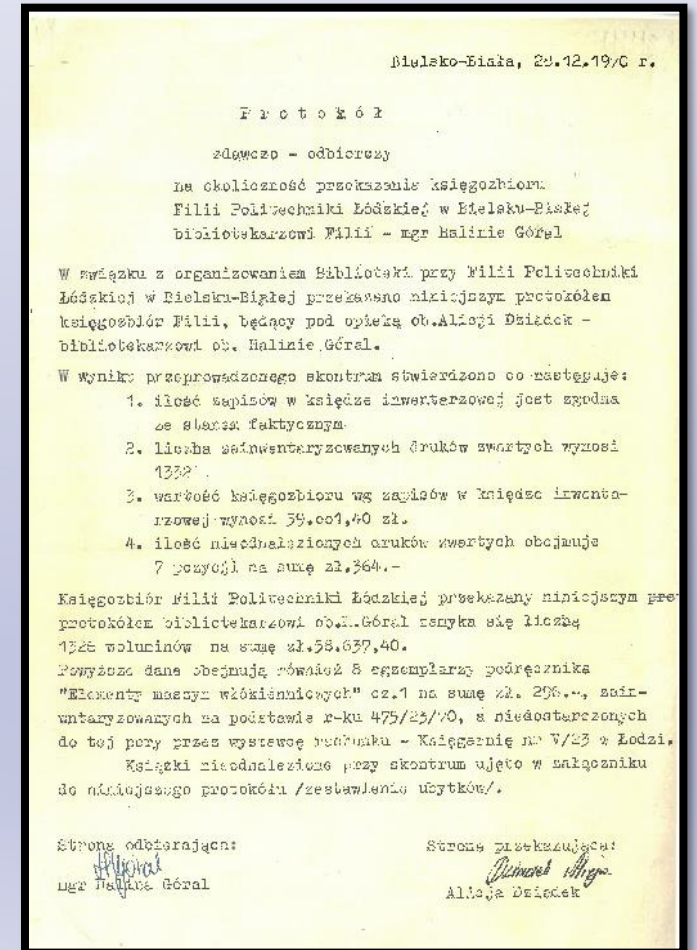 Bielsko-Biała, 28.12.1970 r.
Protokół
zdawczo - odbiorczy
na okoliczność przekazania księgozbioru
Filii Politechniki Łódzkiej w Bielsku-Białej
bibliotekarzowi Filii - mgr Halinie Góral
W związku z organizowaniem Biblioteki przy Filii Politechniki
Łódzkiej w Bielsku-Białej przekazano niniejszym protokółem
księgozbiór Filii, będący pod opieką ob.Alicji Dziadek -
bibliotekarzowi ob. Halinie Góral.
W wyniku przeprowadzonego skontrum stwierdzono co następuje:
1. ilość zapisów w księdze inwentarzowej jest zgodna
ze stanem faktycznym
2. liczba zainwentaryzowanych druków zwartych wynosi
3. wartość księgozbioru wg zapisów w księdze inwenta-
rzowej wynosi 59.oo1,40 zł.
4. ilość nieodnalezionych druków zwartych obejmuje
7 pozycji na sumę zł.364.-
Księgozbiór Filii Politechniki Łódzkiej przekazany niniejszym pro
protokółem bibliotekarzowi ob.H.Góral zamyka się liczbą
woluminów na sumę zł.58.637,40.
Powyższe dane obejmują również 8 egzemplarzy podręcznika
"Elementy maszyn włókienniczych" cz.1 na sumę zł. 296.-, zain-
wntaryzowanych na podstawie r-ku 475/23/70, a niedostarczonych
do tej pory przez wystawcę rachunku - Księgarnię nr V/23 w Łodzi.
Książki nieodnalezione przy skontrum ujęto w załączniku
do niniejszego protokółu /zestawienie ubytków/.
Strona odbierająca:
Strona przekazująca:
HGóral
Dziadek Alicja
mgr Halina Góral
Alicja Dziadek